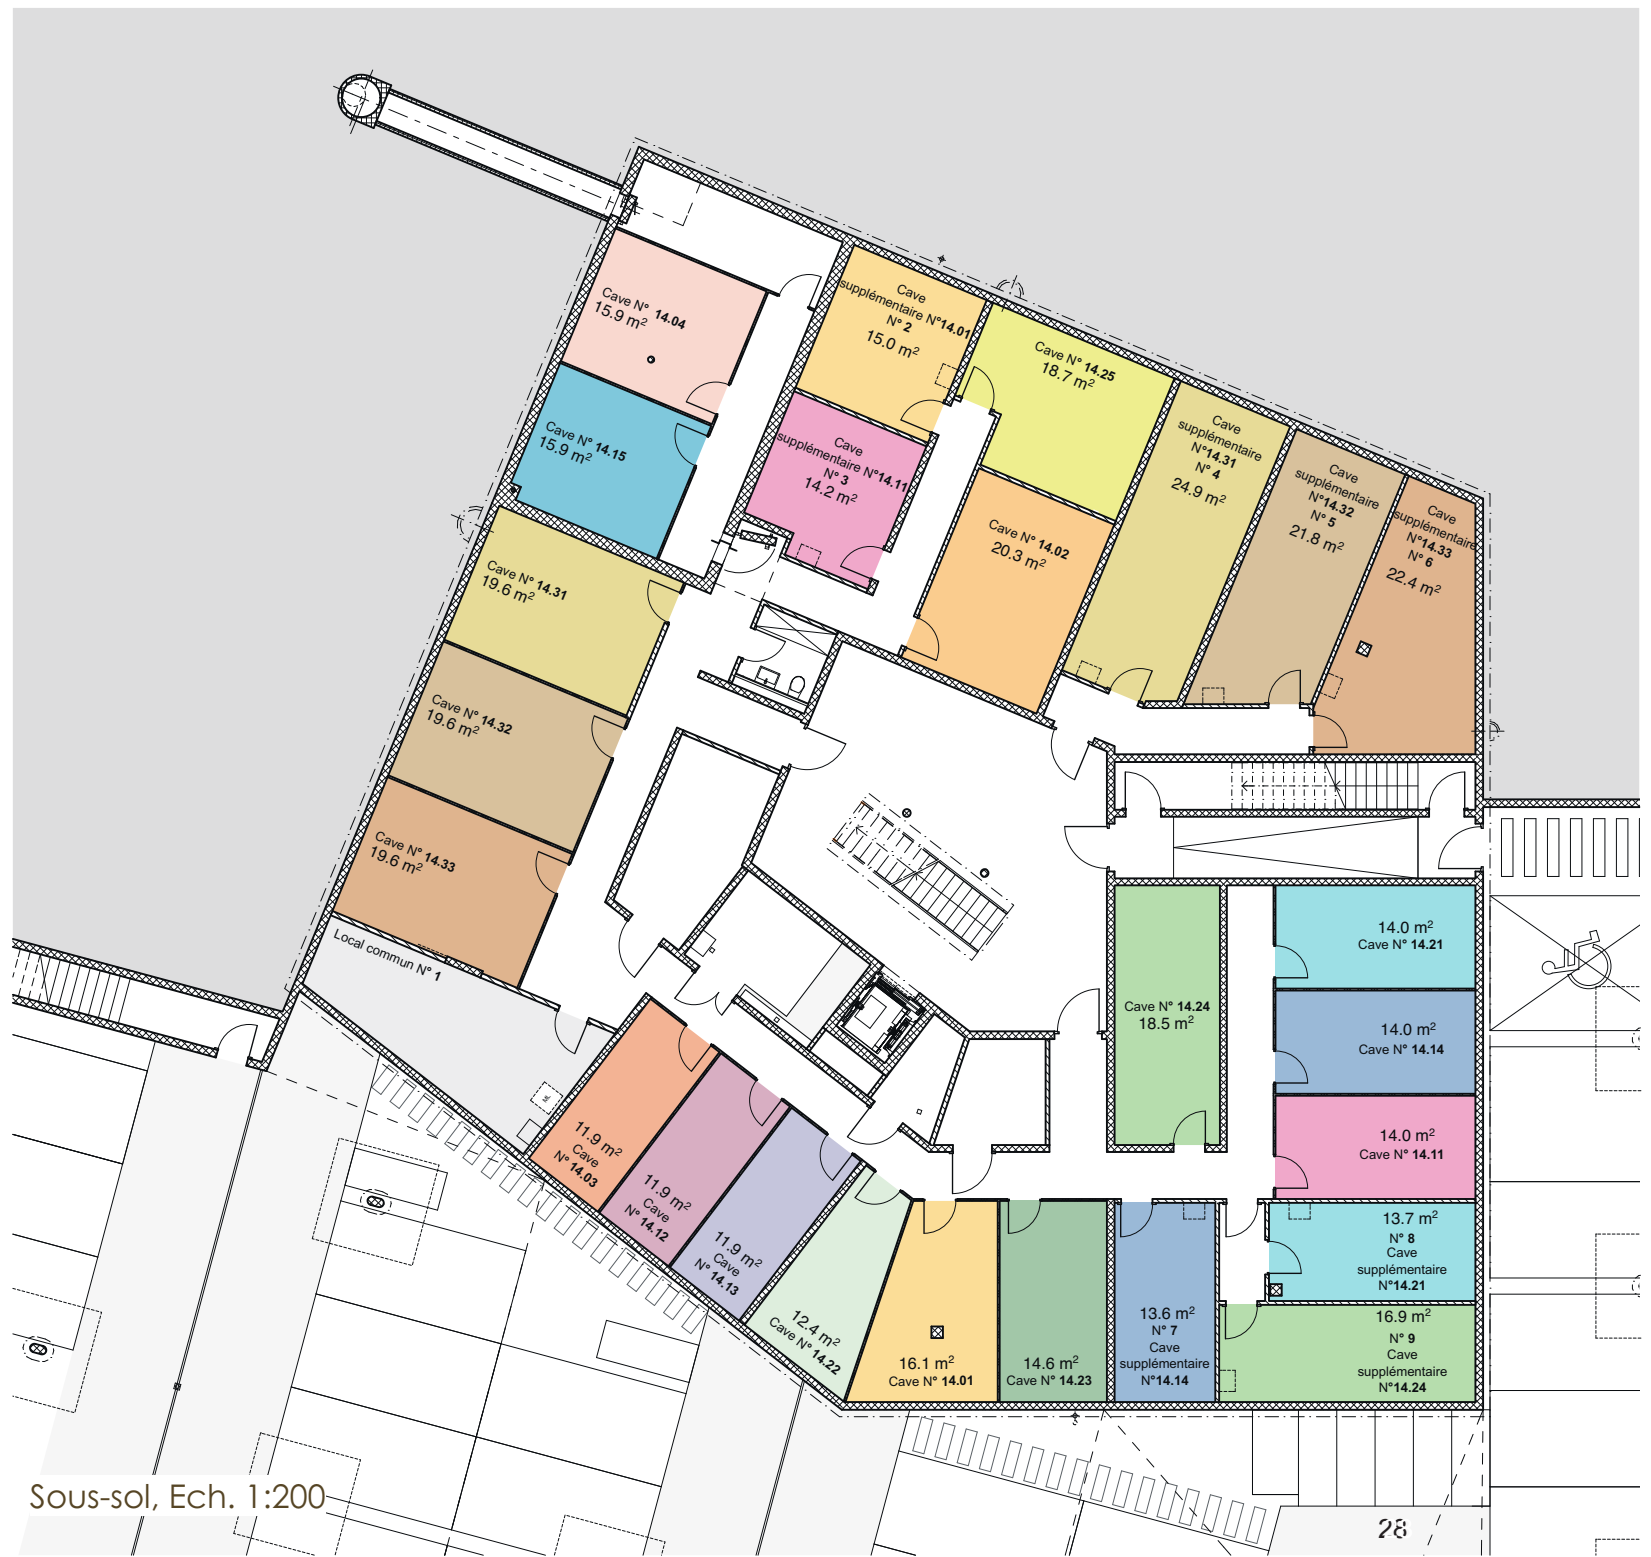 Cave N° 14.04
15.9 m²
Cave N° 14.15
15.9 m²
Cave
supplémentaire N°14.01
N° 2
15.0 m²
Cave N° 14.25
18.7 m²
Cave
supplémentaire N°14.11
N° 3
14.2 m²
Cave N° 14.02
20.3 m²
Cave
supplémentaire
N°14.31
N° 4
24.9 m²
Cave
supplémentaire
N°14.32
N° 5
21.8 m²
Cave
supplémentaire
N°14.33
N° 6
22.4 m²
Cave N° 14.31
19.6 m²
Cave N° 14.32
19.6 m²
Cave N° 14.33
19.6 m²
Local commun N° 1
14.0 m²
Cave N° 14.21
Cave N° 14.24
18.5 m²
14.0 m²
Cave N° 14.14
14.0 m²
Cave N° 14.11
11.9 m²
Cave
N° 14.03
11.9 m²
Cave
N° 14.12
11.9 m²
Cave
N° 14.13
12.4 m²
Cave N° 14.22
16.1 m²
Cave N° 14.01
14.6 m²
Cave N° 14.23
13.6 m²
N° 7
Cave
supplémentaire
N°14.14
13.7 m²
N° 8
Cave
supplémentaire
N°14.21
16.9 m²
N° 9
Cave
supplémentaire
N°14.24
Sous-sol, Ech. 1:200
28